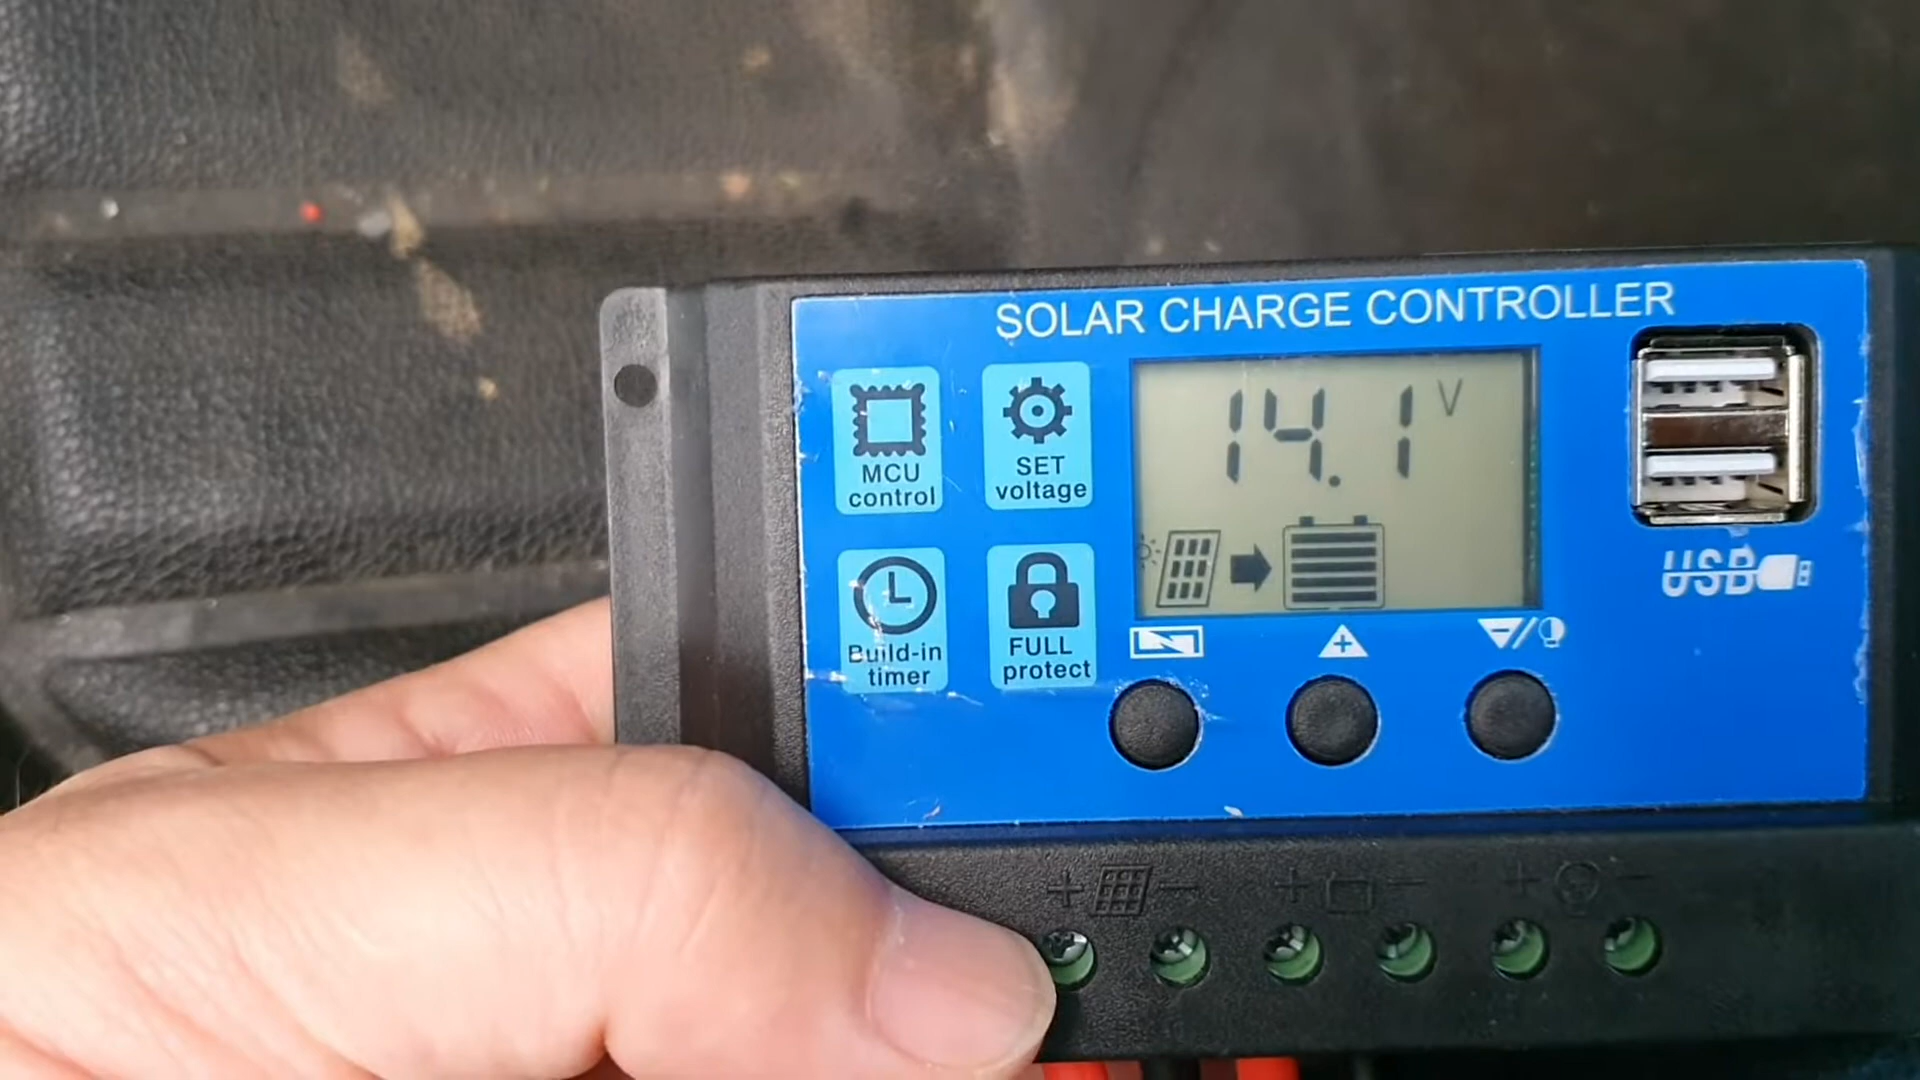 SOLAR CHARGE CONTROLLER
MCU
control
SET
voltage
14.1 V
Build-in
timer
FULL
protect
USB